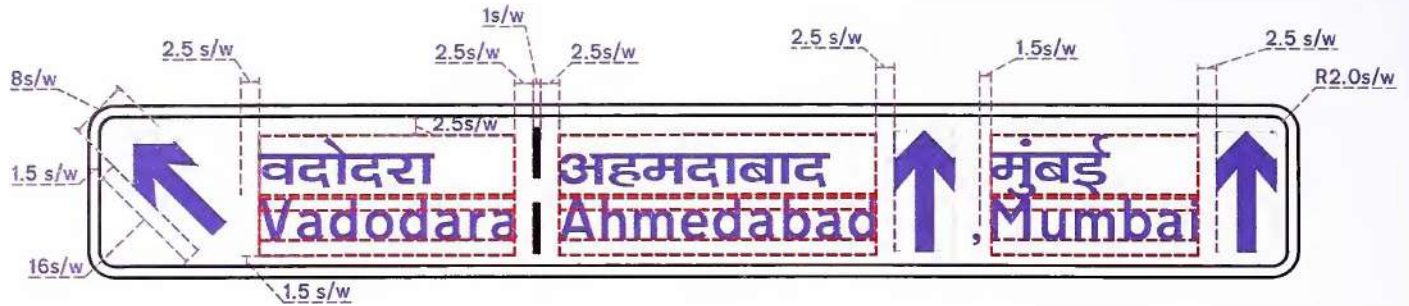 1s/w
2.5 s/w 2.5s/w 2.5s/w 2.5 s/w 1.5s/w 2.5 s/w
8s/w R2.0s/w
2.5s/w
वदोदरा अहमदाबाद मुंबई
1.5 s/w
Vadodara Ahmedabad , Mumbai
16s/w
1.5 s/w